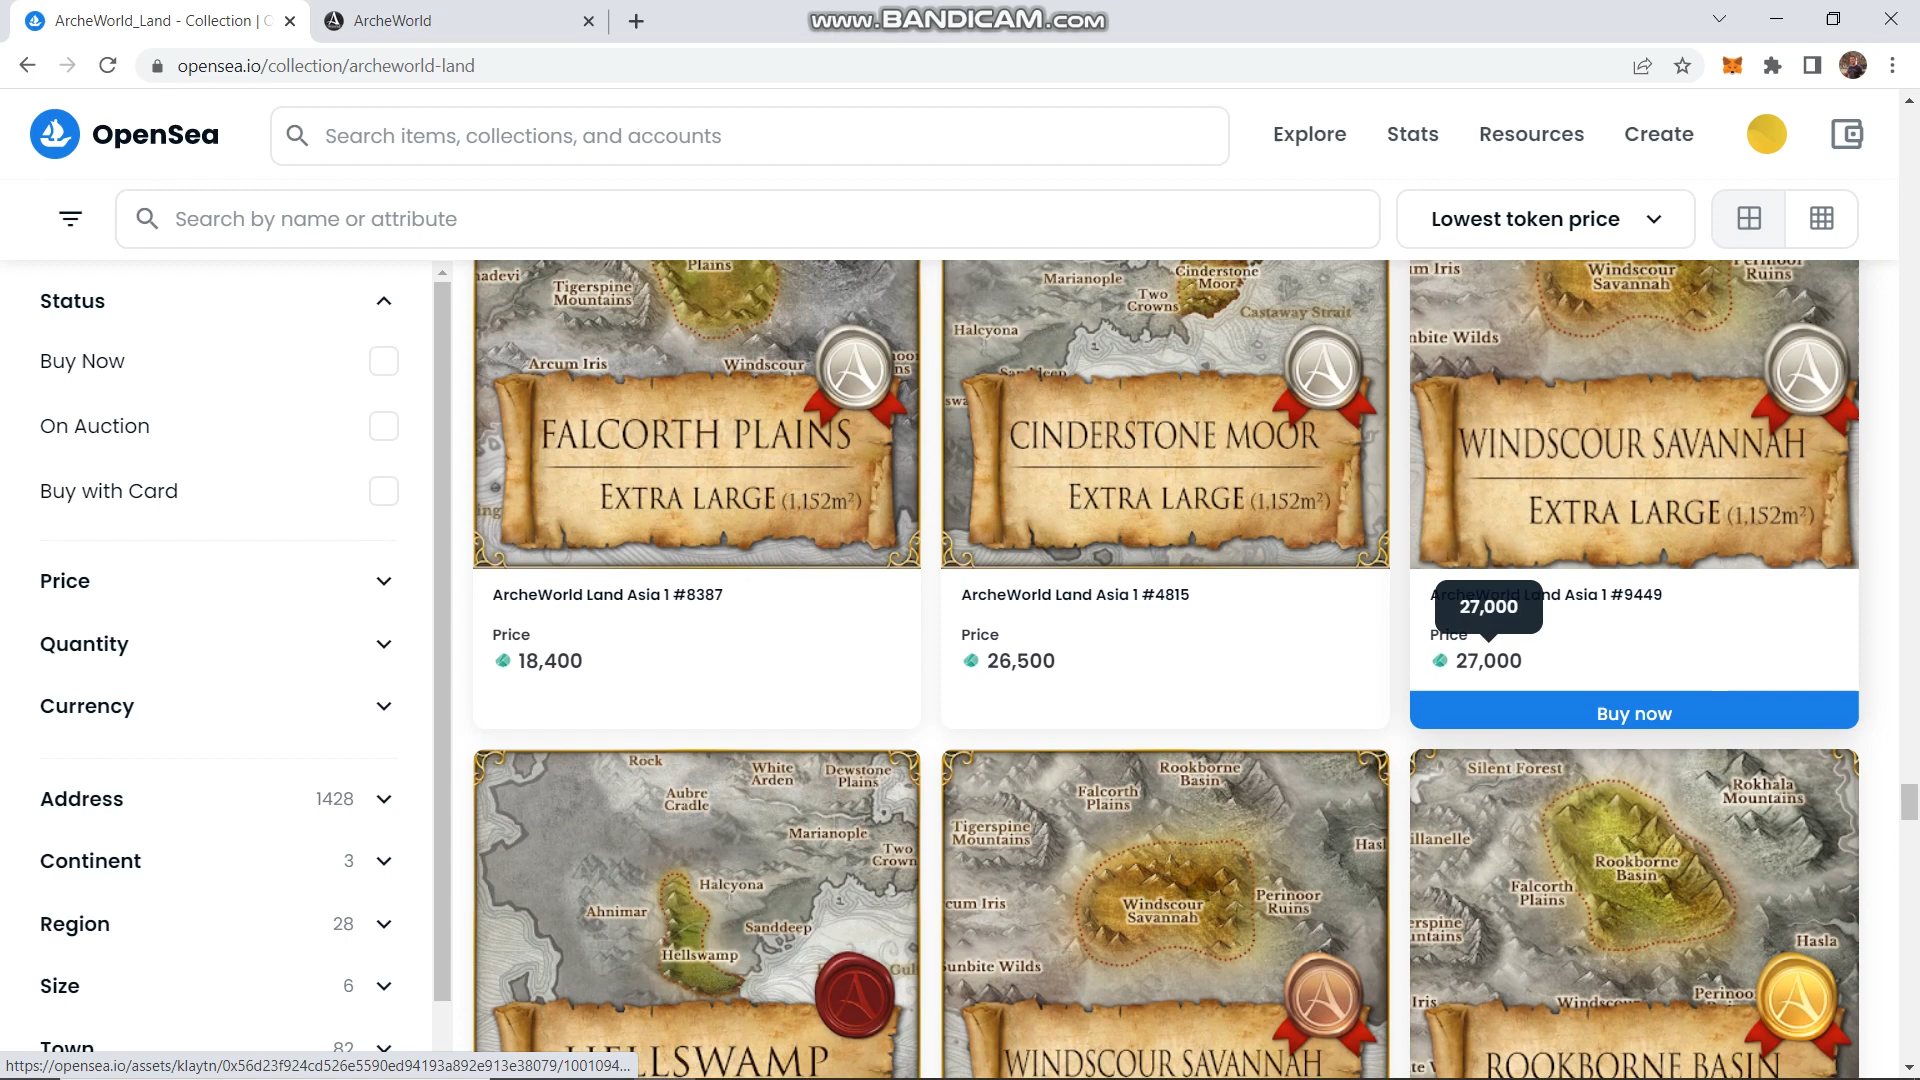 ArcheWorld_Land - Collection |
ArcheWorld
www.BANDICAM.com
opensea.io/collection/archeworld-land
OpenSea
Search items, collections, and accounts
Explore
Stats
Resources
Create
Search by name or attribute
Lowest token price
Status
Buy Now
On Auction
Buy with Card
Price
Quantity
Currency
Address 1428
Continent 3
Region 28
Size 6
Town 82
Plains
Tigerspine
Mountains
Arcum Iris
Windscour
FALCORTH PLAINS
EXTRA LARGE (1,152m²)
ArcheWorld Land Asia 1 #8387
Price
18,400
Marianople
Cinderstone
Moor
Two
Crowns
Castaway Strait
Halcyona
CINDERSTONE MOOR
EXTRA LARGE (1,152m²)
ArcheWorld Land Asia 1 #4815
Price
26,500
Windscour
Savannah
Ruins
WINDSCOUR SAVANNAH
EXTRA LARGE (1,152m²)
ArcheWorld Land Asia 1 #9449
27,000
Price
27,000
Buy now
Rock
White
Arden
Dewstone
Plains
Aubre
Cradle
Marianople
Two
Crown
Halcyona
Ahnimar
Sanddeep
Hellswamp
HELLSWAMP
Rookborne
Basin
Falcorth
Plains
Tigerspine
Mountains
Windscour
Savannah
Perinoor
Ruins
WINDSCOUR SAVANNAH
Silent Forest
Rokhala
Mountains
Rookborne
Basin
Falcorth
Plains
Hasla
ROOKBORNE BASIN
https://opensea.io/assets/klaytn/0x56d23f924cd526e5590ed94193a892e913e38079/1001094...